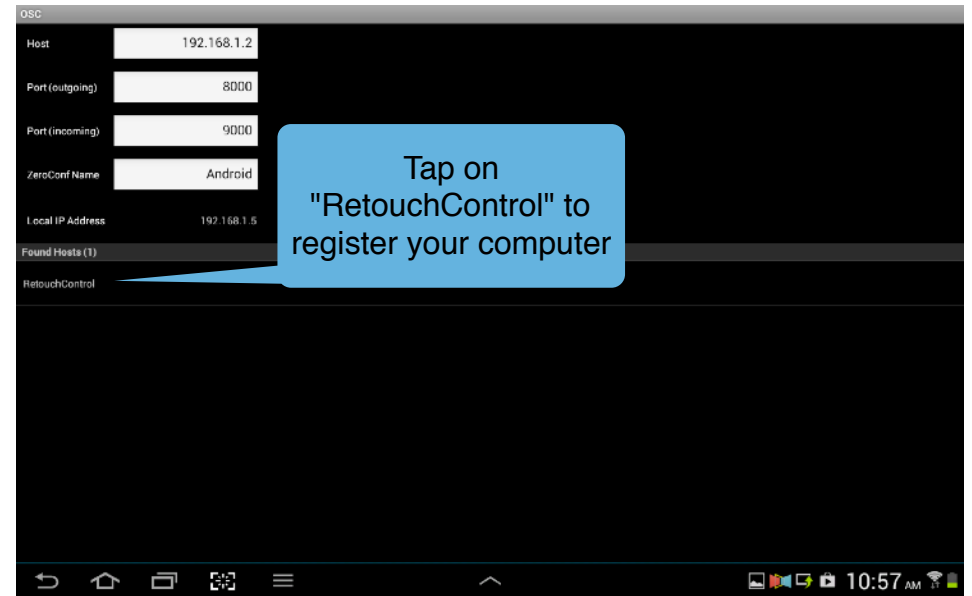 OSC
Host 192.168.1.2
Port (outgoing) 8000
Port (incoming) 9000
ZeroConf Name Android
Local IP Address 192.168.1.5
Found Hosts (1)
RetouchControl
Tap on
"RetouchControl" to
register your computer
10:57 AM